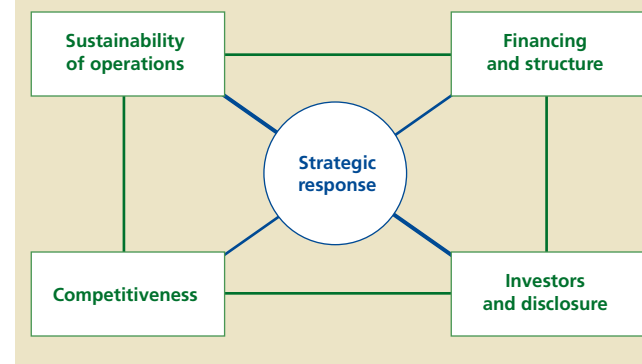 Sustainability
of operations
Financing
and structure
Strategic
response
Competitiveness
Investors
and disclosure